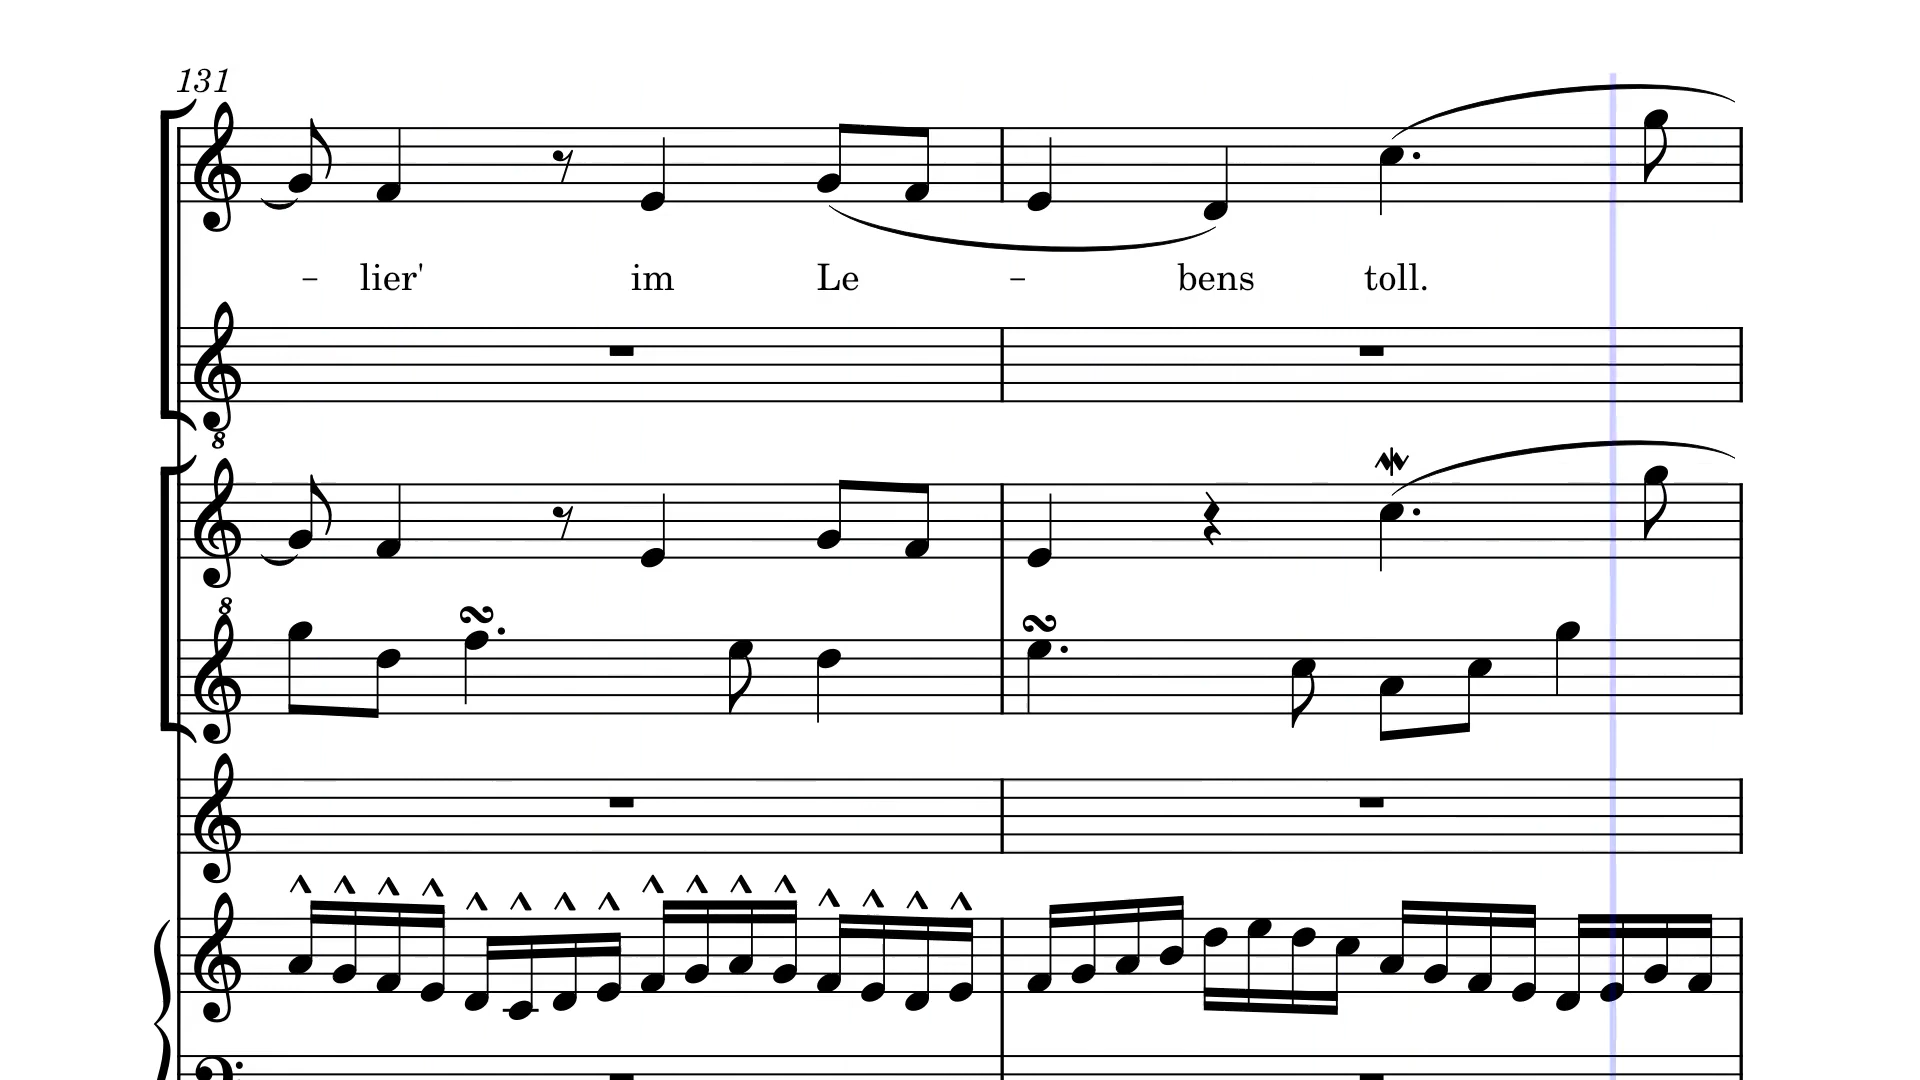 131
- lier' im Le - bens toll.
8
8